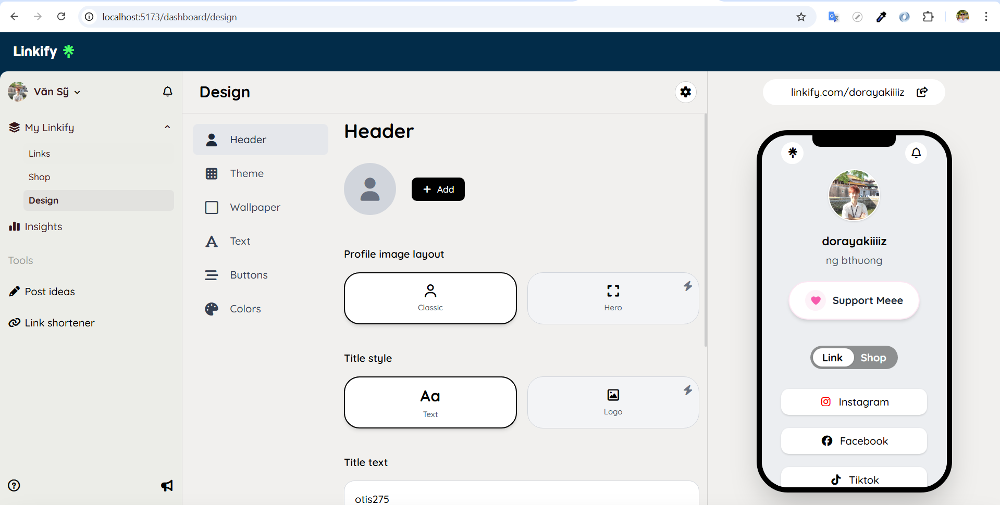 localhost:5173/dashboard/design
Linkify
Văn Sỹ
My Linkify
Links
Shop
Design
Insights
Tools
Post ideas
Link shortener
Design
Header
Theme
Wallpaper
Text
Buttons
Colors
Header
+ Add
Profile image layout
Classic
Hero
Title style
Aa
Text
Logo
Title text
otis275
linkify.com/dorayakiiiiz
dorayakiiiiz
ng bthuong
Support Meee
Link Shop
Instagram
Facebook
Tiktok